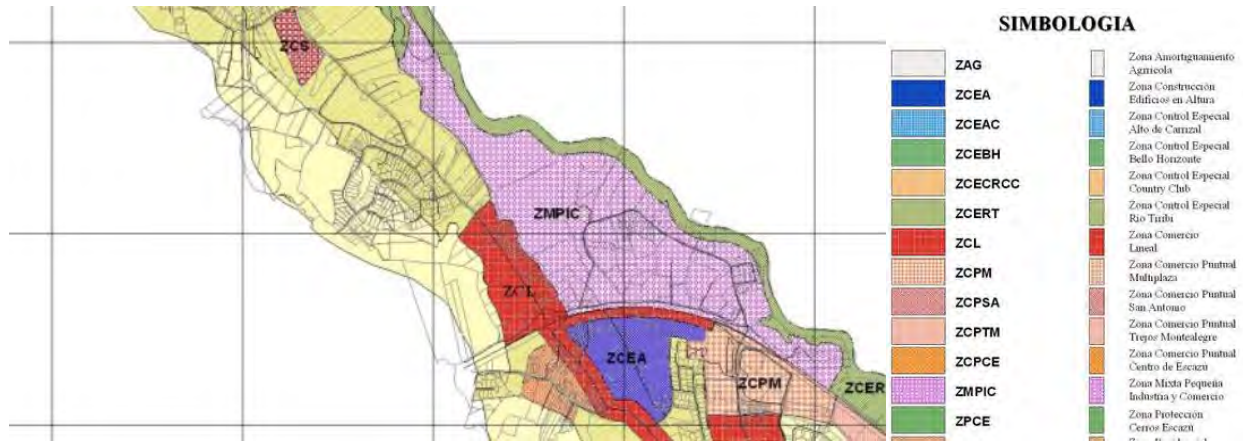 SIMBOLOGIA
ZCS
ZMPIC
ZCL
ZCEA
ZCPM
ZCER
ZAG
Zona Amortiguamiento
Agricola
ZCEA
Zona Construcción
Edificios en Altura
ZCEAC
Zona Control Especial
Alto de Carrizal
ZCEBH
Zona Control Especial
Bello Horizonte
ZCECRCC
Zona Control Especial
Country Club
ZCERT
Zona Control Especial
Rio Tiribi
ZCL
Zona Comercio
Lineal
ZCPM
Zona Comercio Puntual
Multiplaza
ZCPSA
Zona Comercio Puntual
San Antonio
ZCPTM
Zona Comercio Puntual
Trejos Montealegre
ZCPCE
Zona Comercio Puntual
Centro de Escazú
ZMPIC
Zona Mixta Pequeña
Industria y Comercio
ZPCE
Zona Protección
Cerros Escazú